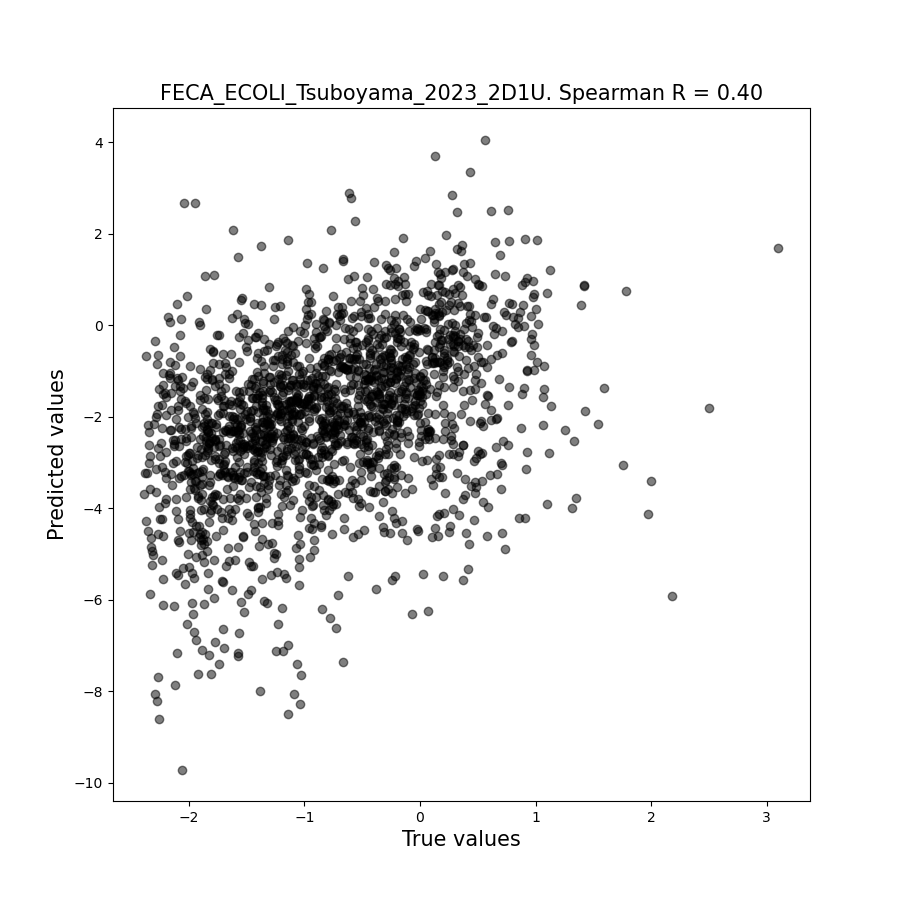 FECA_ECOLI_Tsuboyama_2023_2D1U. Spearman R = 0.40
4
2
0
−2
−4
−6
−8
−10
Predicted values
−2 −1 0 1 2 3
True values